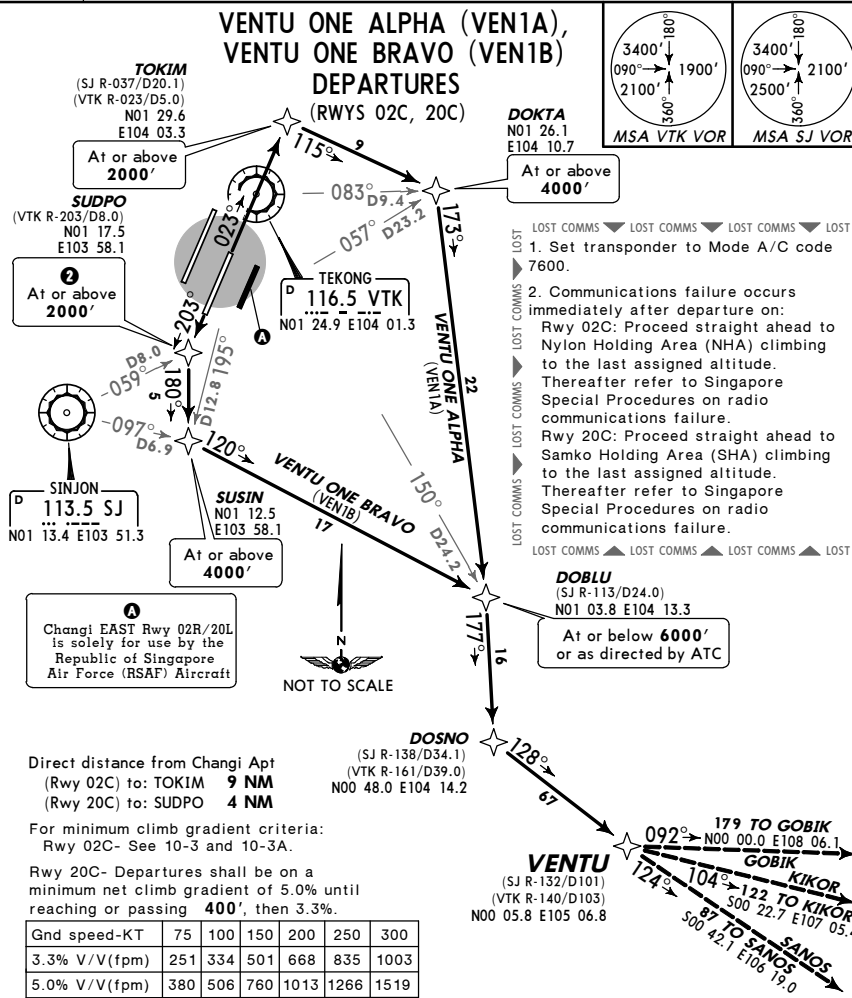 VENTU ONE ALPHA (VEN1A),
VENTU ONE BRAVO (VEN1B)
DEPARTURES
(RWYS 02C, 20C)
3400'
180°
090°
1900'
2100'
360°
MSA VTK VOR
3400'
180°
090°
2100'
2500'
360°
MSA SJ VOR
TOKIM
(SJ R-037/D20.1)
(VTK R-023/D5.0)
N01 29.6
E104 03.3
At or above
2000'
115°
9
DOKTA
N01 26.1
E104 10.7
At or above
4000'
SUDPO
(VTK R-203/D8.0)
N01 17.5
E103 58.1
2
At or above
2000'
023°
083°
D9.4
057°
D23.2
173°
TEKONG
D 116.5 VTK
N01 24.9 E104 01.3
A
203°
D8.0
059°
195°
D12.8
180°
5
097°
D6.9
VENTU ONE ALPHA
(VEN1A)
22
120°
VENTU ONE BRAVO
(VEN1B)
17
150°
D24.2
SINJON
D 113.5 SJ
N01 13.4 E103 51.3
SUSIN
N01 12.5
E103 58.1
At or above
4000'
LOST COMMS LOST COMMS LOST COMMS LOST
LOST LOST COMMS LOST COMMS LOST COMMS LOST COMMS
1. Set transponder to Mode A/C code
7600.
2. Communications failure occurs
immediately after departure on:
Rwy 02C: Proceed straight ahead to
Nylon Holding Area (NHA) climbing
to the last assigned altitude.
Thereafter refer to Singapore
Special Procedures on radio
communications failure.
Rwy 20C: Proceed straight ahead to
Samko Holding Area (SHA) climbing
to the last assigned altitude.
Thereafter refer to Singapore
Special Procedures on radio
communications failure.
LOST COMMS LOST COMMS LOST COMMS LOST
A
Changi EAST Rwy 02R/20L
is solely for use by the
Republic of Singapore
Air Force (RSAF) Aircraft
N
NOT TO SCALE
DOBLU
(SJ R-113/D24.0)
N01 03.8 E104 13.3
At or below 6000'
or as directed by ATC
177°
16
DOSNO
(SJ R-138/D34.1)
(VTK R-161/D39.0)
N00 48.0 E104 14.2
128°
67
VENTU
(SJ R-132/D101)
(VTK R-140/D103)
N00 05.8 E105 06.8
092°
179 TO GOBIK
N00 00.0 E108 06.1
GOBIK
104°
KIKOR
122 TO KIKOR
S00 22.7 E107 05.4
124°
SANOS
87 TO SANOS
S00 42.1 E106 19.0
Direct distance from Changi Apt
(Rwy 02C) to: TOKIM 9 NM
(Rwy 20C) to: SUDPO 4 NM
For minimum climb gradient criteria:
Rwy 02C- See 10-3 and 10-3A.
Rwy 20C- Departures shall be on a
minimum net climb gradient of 5.0% until
reaching or passing 400', then 3.3%.
Gnd speed-KT 75 100 150 200 250 300
3.3% V/V(fpm) 251 334 501 668 835 1003
5.0% V/V(fpm) 380 506 760 1013 1266 1519